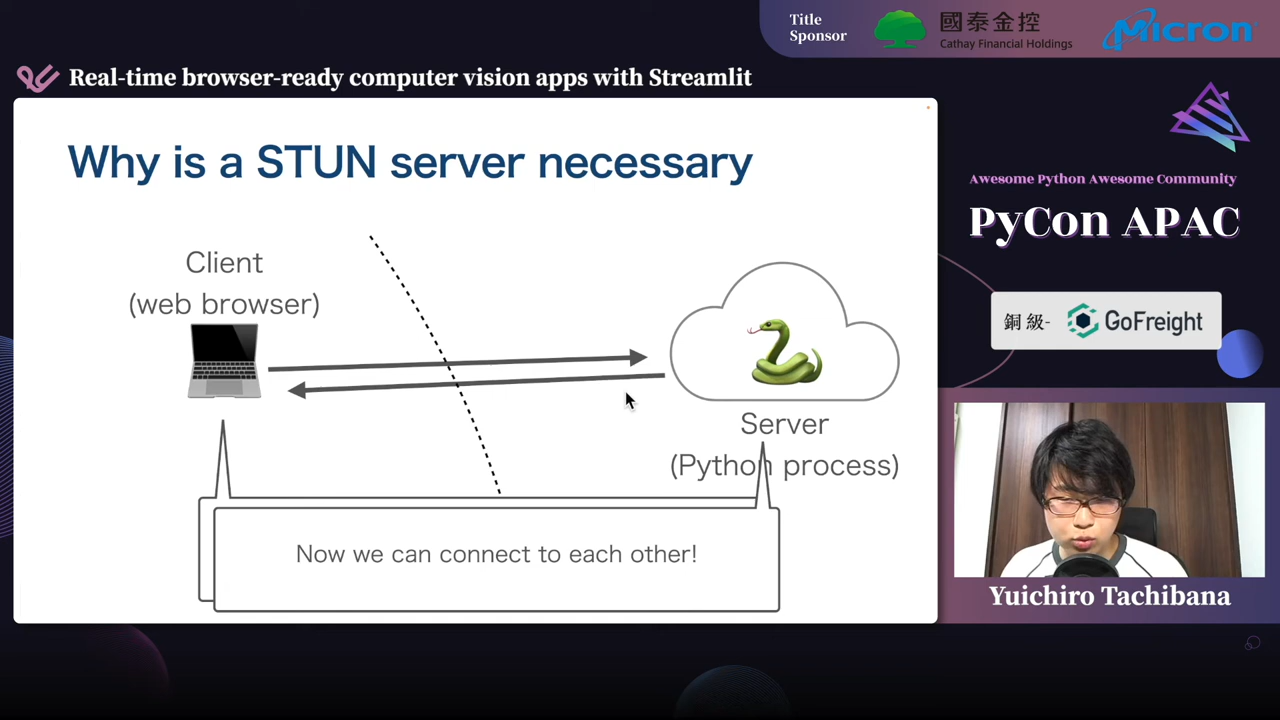 Title
Sponsor
國泰金控
Cathay Financial Holdings
Micron
Real-time browser-ready computer vision apps with Streamlit
Why is a STUN server necessary
Client
(web browser)
Server
(Python process)
Now we can connect to each other!
Awesome Python Awesome Community
PyCon APAC
銅級- GoFreight
Yuichiro Tachibana